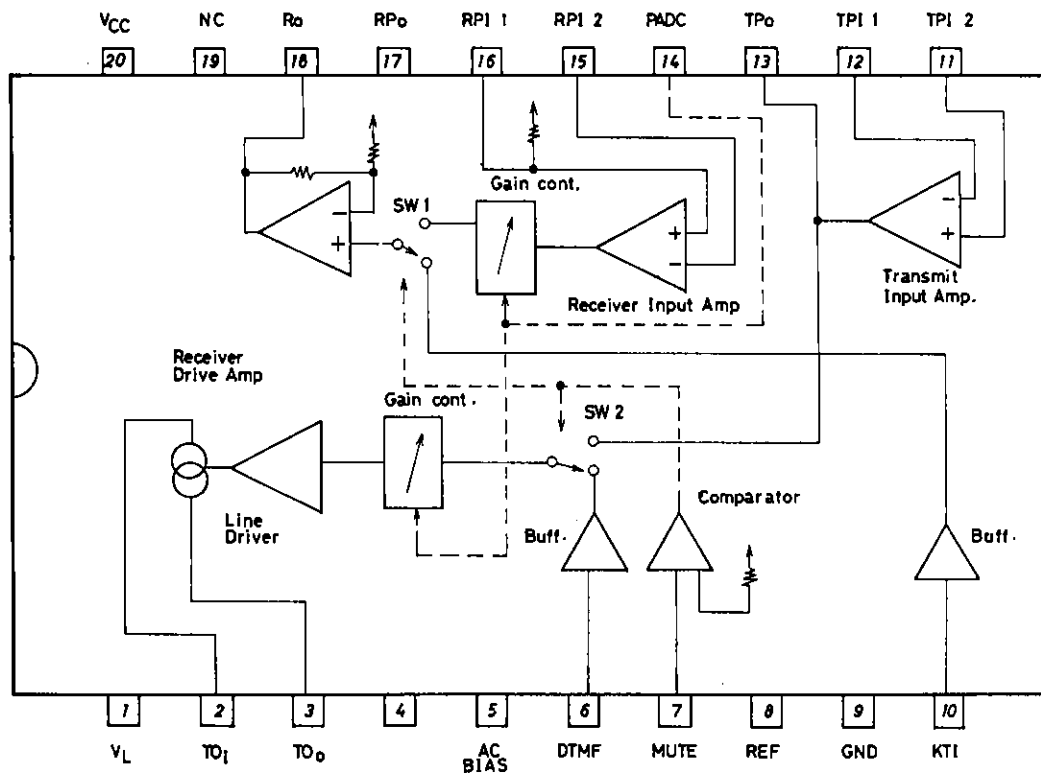 VCC NC Ro RPo RPI 1 RPI 2 PADC TPo TPI 1 TPI 2
20 19 18 17 16 15 14 13 12 11
Gain cont.
SW 1
Receiver Input Amp
Transmit
Input Amp.
Receiver
Drive Amp
Gain cont.
SW 2
Comparator
Line
Driver
Buff.
Buff.
1 2 3 4 5 6 7 8 9 10
VL TOI TOo AC BIAS DTMF MUTE REF GND KTI